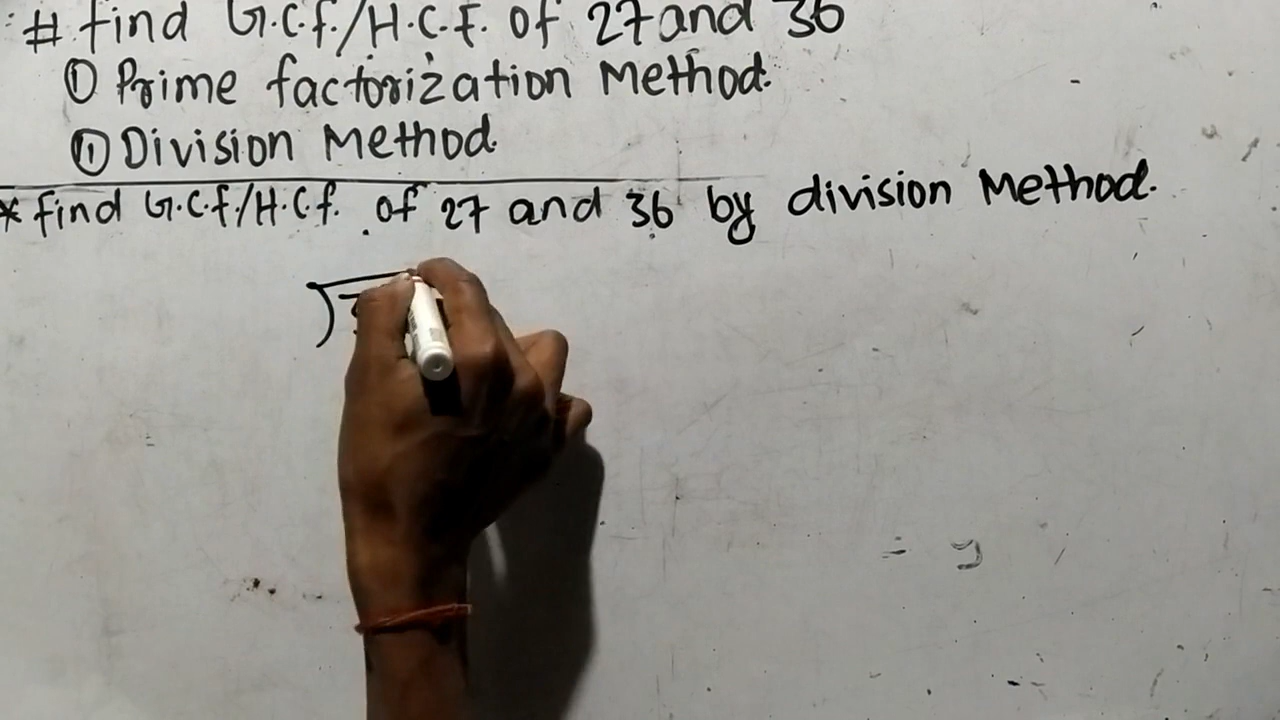 :# find G.C.f./H.C.F. of 27 and 36
① Prime factorization Method.
⑪ Division Method.
* find G.C.f./H.C.f. of 27 and 36 by division Method.
= y